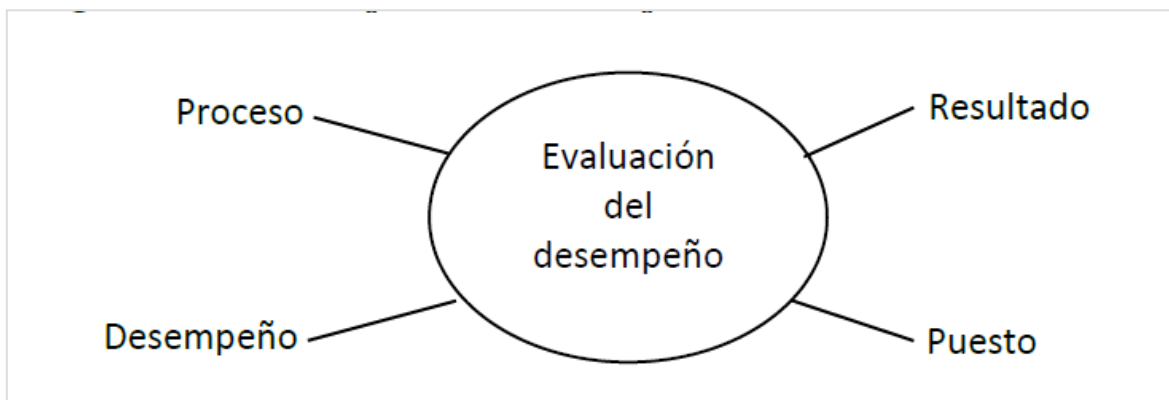 Proceso
Resultado
Evaluación
del
desempeño
Desempeño
Puesto